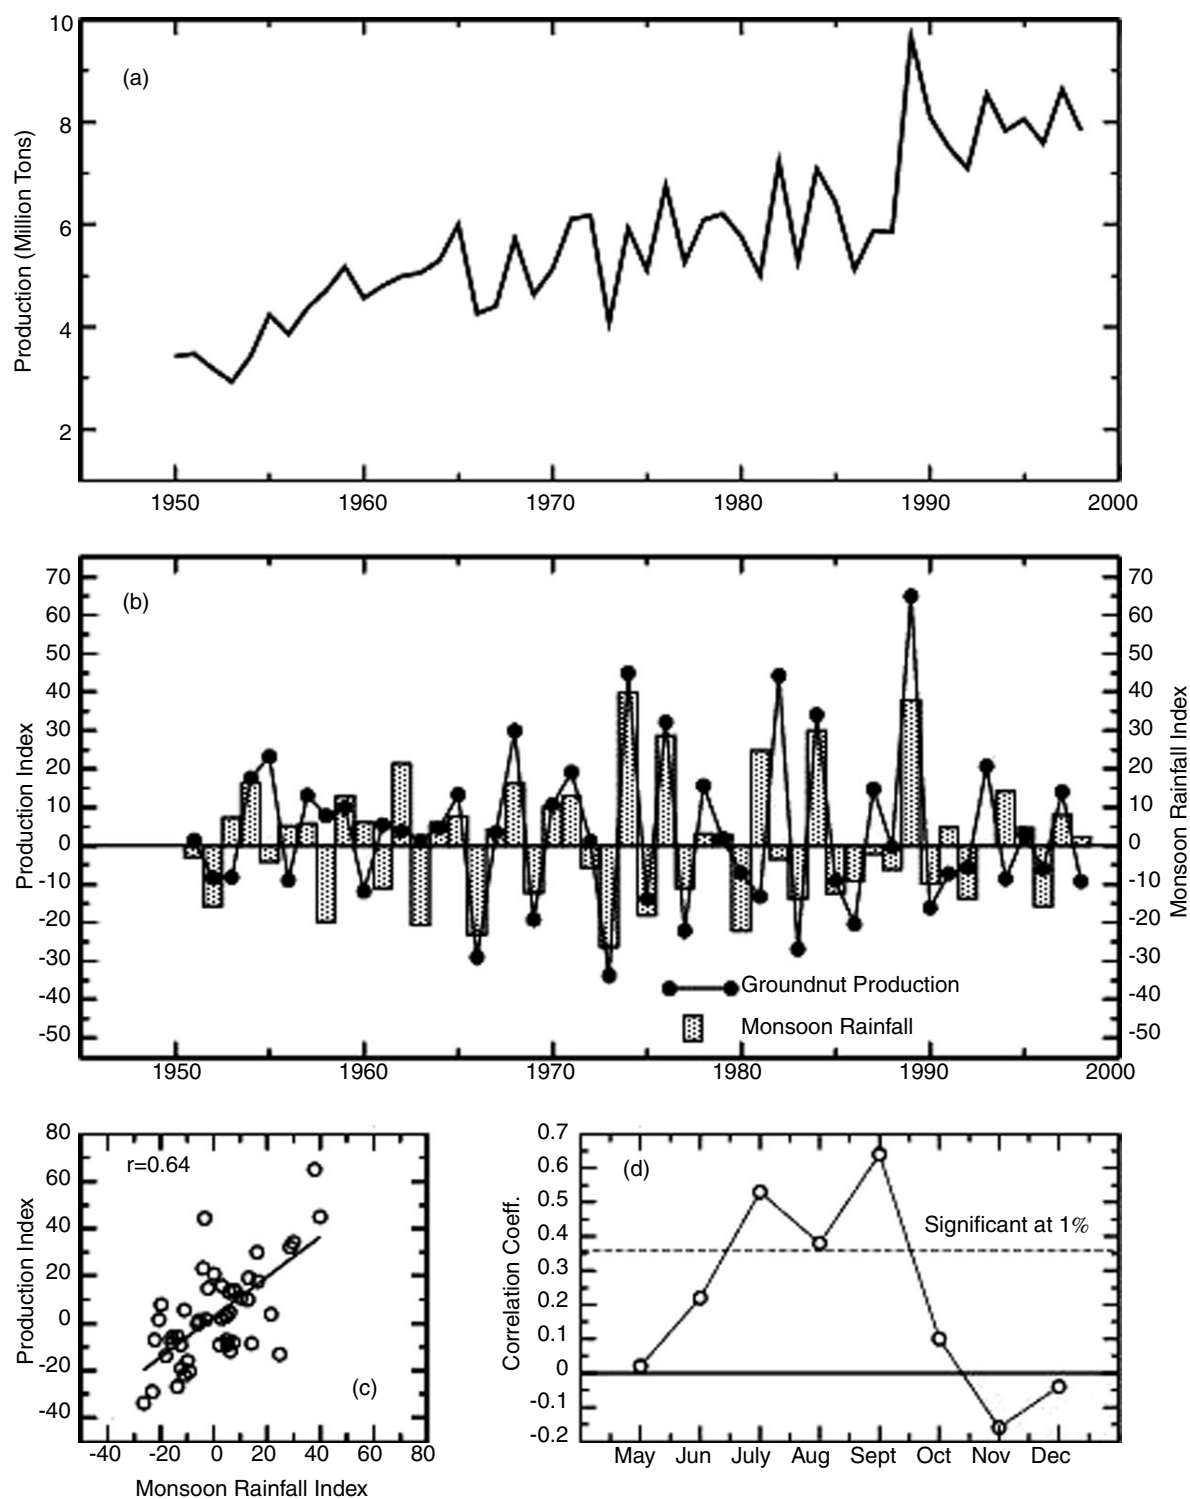 10
8
6
4
2
Production (Million Tons)
(a)
1950 1960 1970 1980 1990 2000
70
60
50
40
30
20
10
0
-10
-20
-30
-40
-50
Production Index
(b)
Groundnut Production
Monsoon Rainfall
70
60
50
40
30
20
10
0
-10
-20
-30
-40
-50
Monsoon Rainfall Index
1950 1960 1970 1980 1990 2000
80
60
40
20
0
-20
-40
Production Index
r=0.64
(c)
-40 -20 0 20 40 60 80
Monsoon Rainfall Index
0.7
0.6
0.5
0.4
0.3
0.2
0.1
0
-0.1
-0.2
Correlation Coeff.
(d)
Significant at 1%
May Jun July Aug Sept Oct Nov Dec